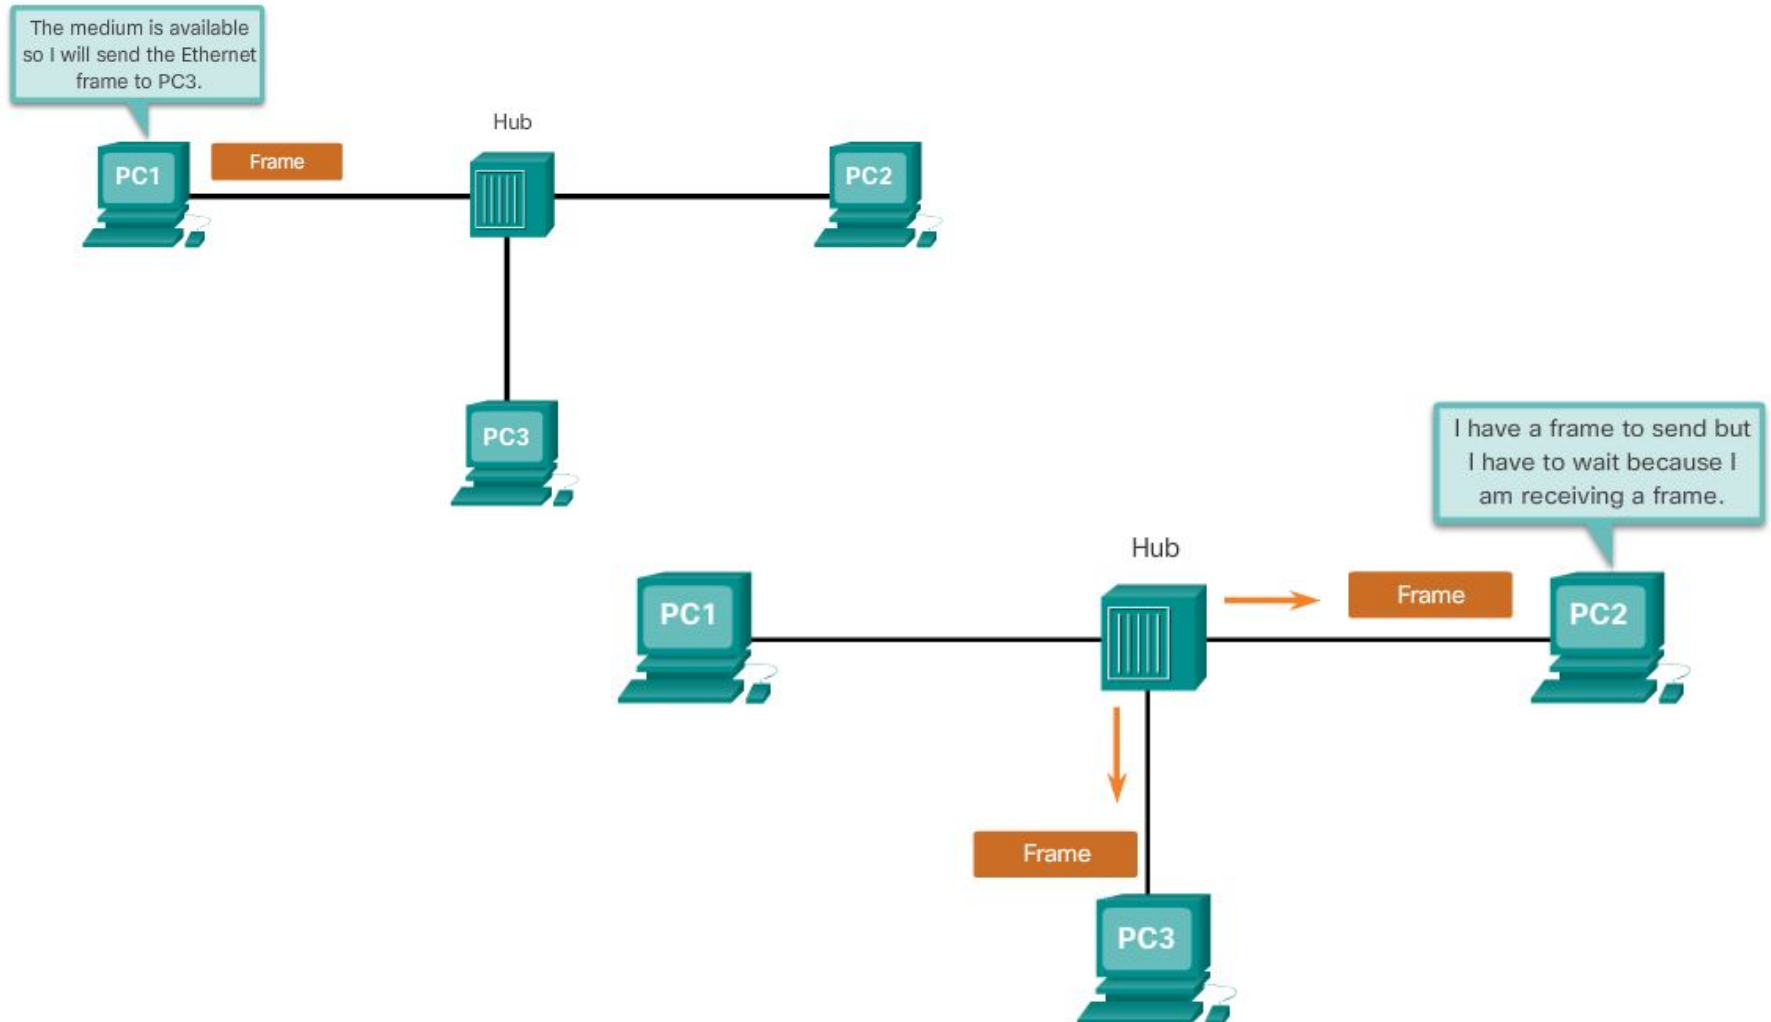 The medium is available
so I will send the Ethernet
frame to PC3.
Hub
PC1
Frame
PC2
PC3
I have a frame to send but
I have to wait because I
am receiving a frame.
Hub
PC1
Frame
PC2
Frame
PC3